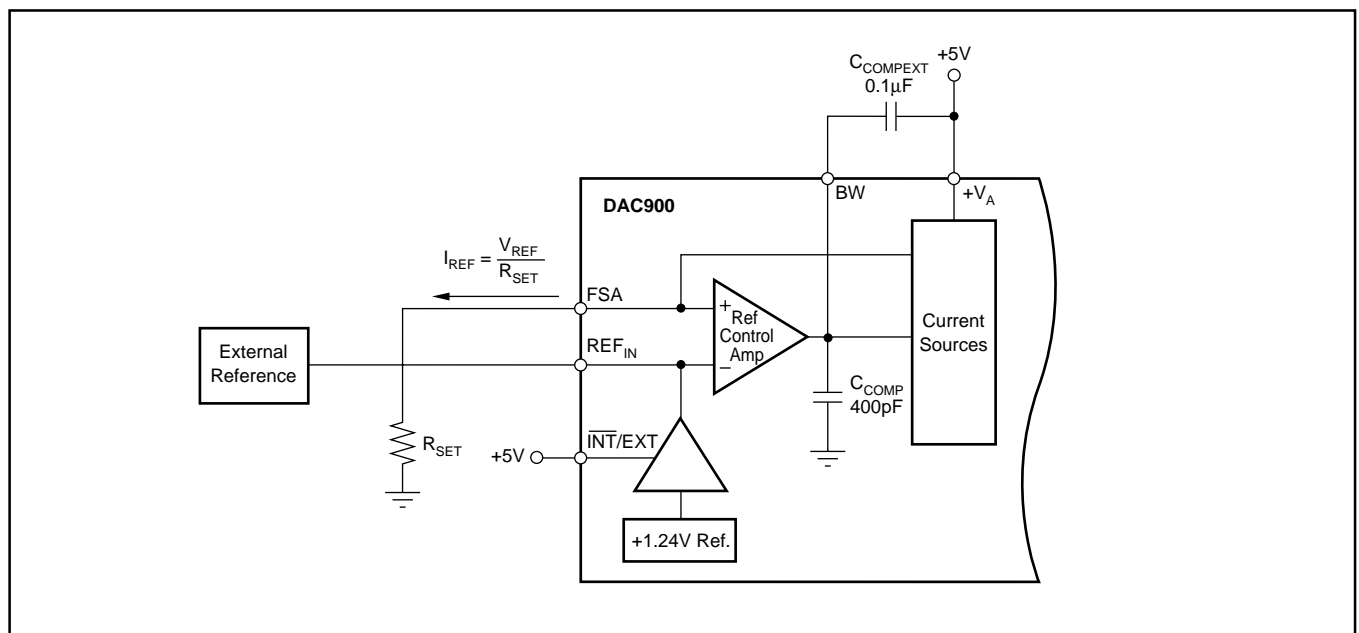 +5V
C_COMPEXT
0.1μF
BW
+V_A
DAC900
I_REF = V_REF / R_SET
FSA
+
Ref
Control
Amp
−
Current
Sources
External
Reference
REF_IN
C_COMP
400pF
R_SET
+5V
I̅N̅T̅/EXT
+1.24V Ref.